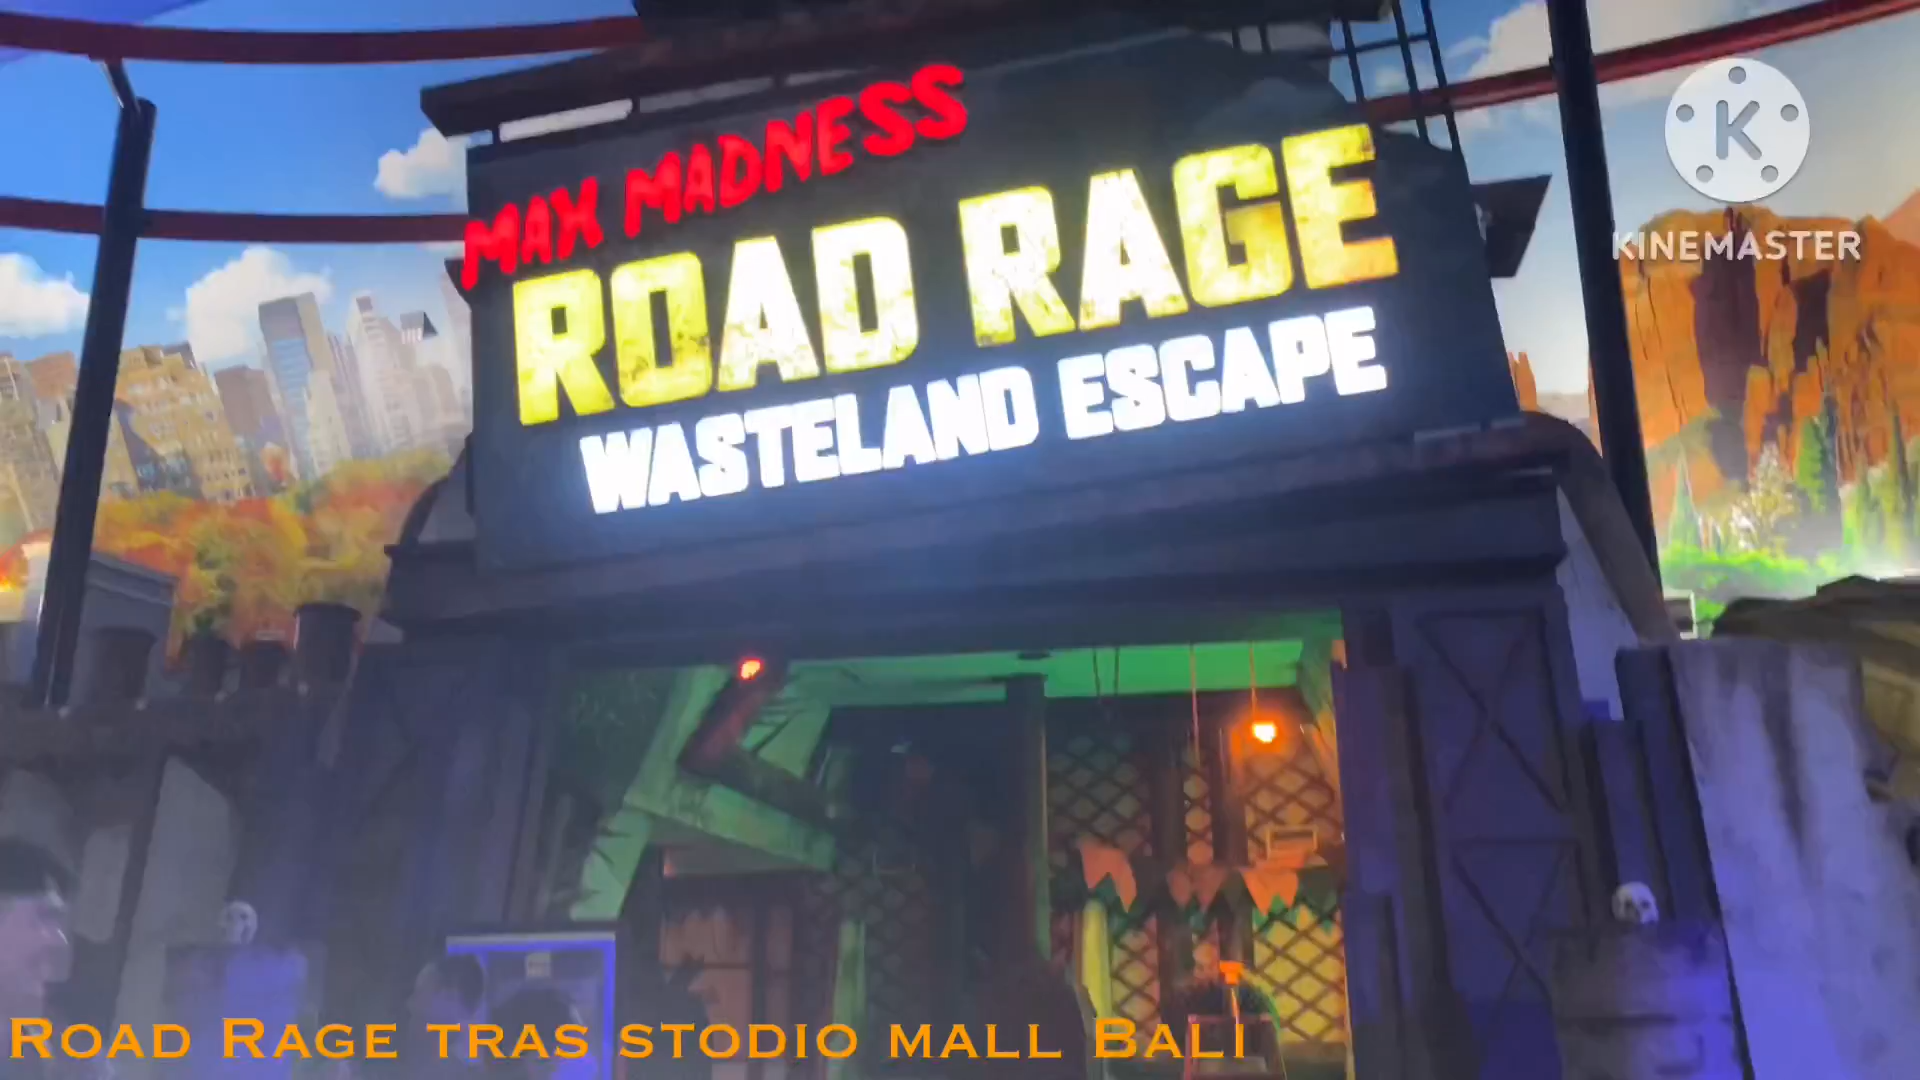 MAX MADNESS
ROAD RAGE
WASTELAND ESCAPE
K
KINEMASTER
ROAD RAGE TRAS STODIO MALL BALI